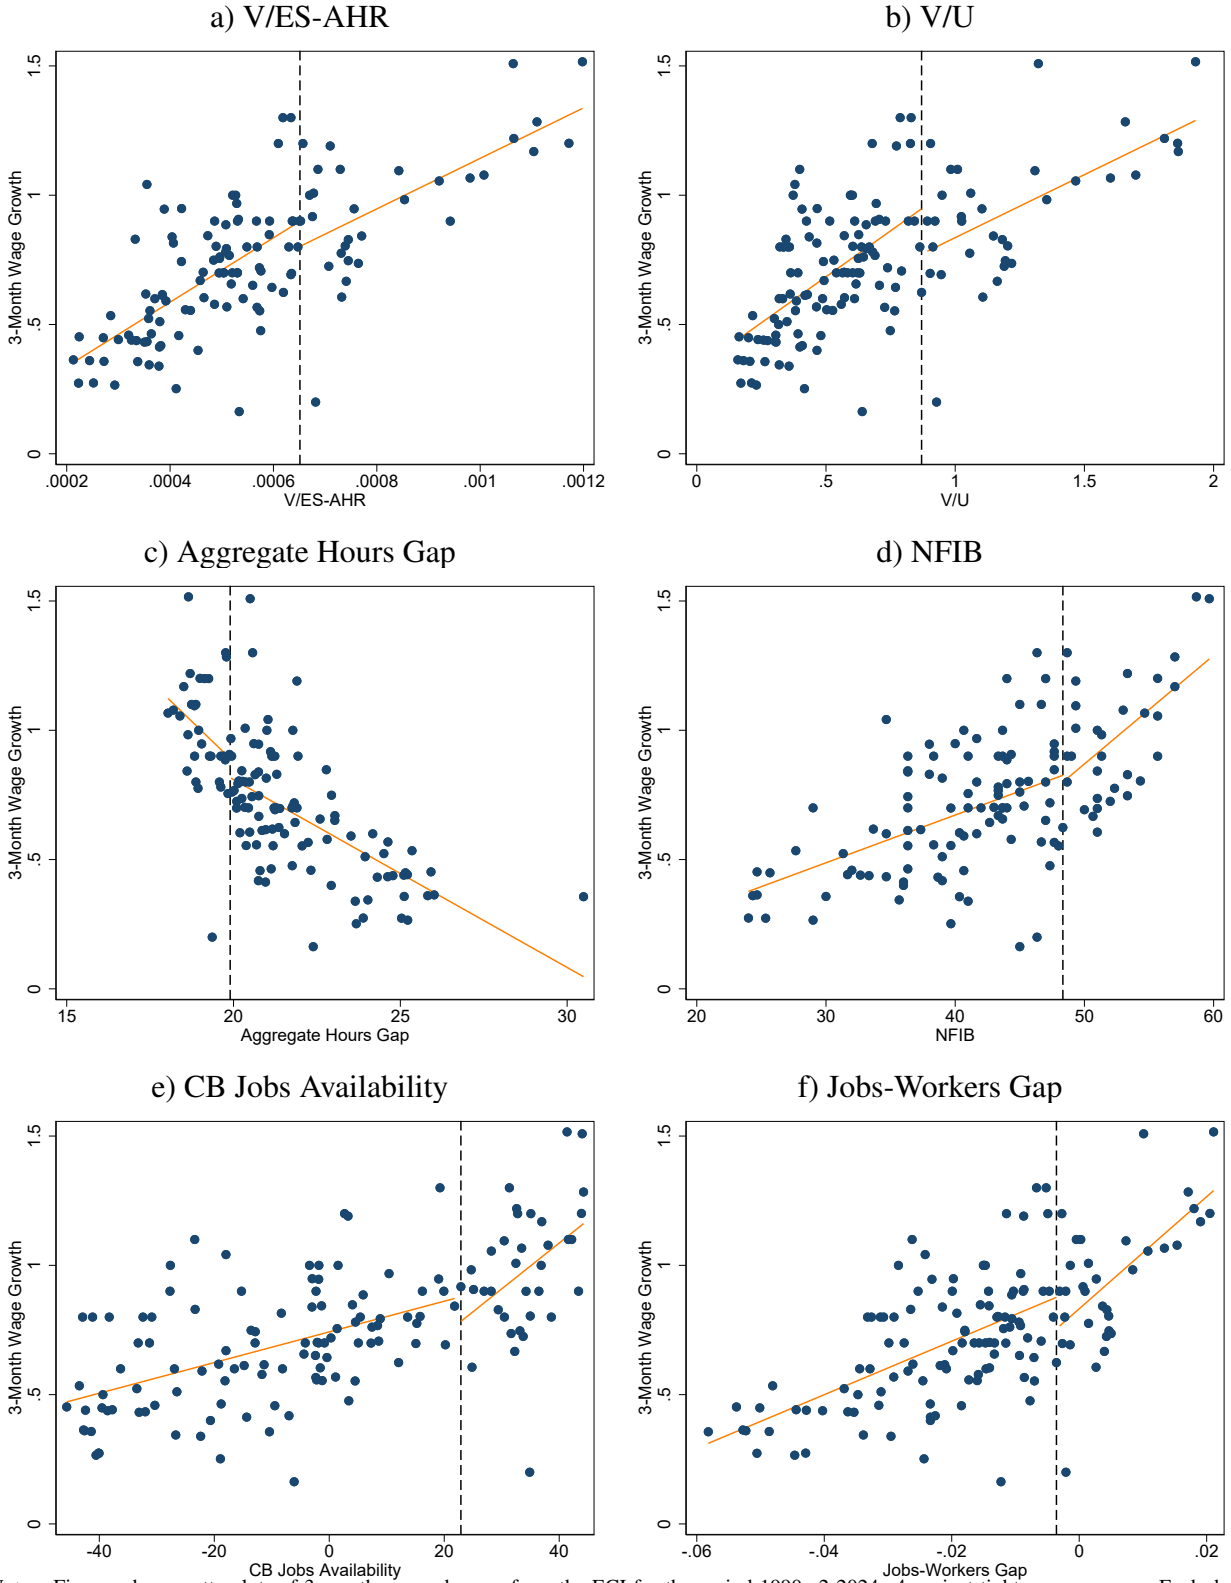 a) V/ES-AHR
b) V/U
3-Month Wage Growth
0 .5 1 1.5
.0002 .0004 .0006 .0008 .001 .0012
V/ES-AHR
3-Month Wage Growth
0 .5 1 1.5
0 .5 1 1.5 2
V/U
c) Aggregate Hours Gap
d) NFIB
3-Month Wage Growth
0 .5 1 1.5
15 20 25 30
Aggregate Hours Gap
3-Month Wage Growth
0 .5 1 1.5
20 30 40 50 60
NFIB
e) CB Jobs Availability
f) Jobs-Workers Gap
3-Month Wage Growth
0 .5 1 1.5
-40 -20 0 20 40
CB Jobs Availability
3-Month Wage Growth
0 .5 1 1.5
-.06 -.04 -.02 0 .02
Jobs-Workers Gap